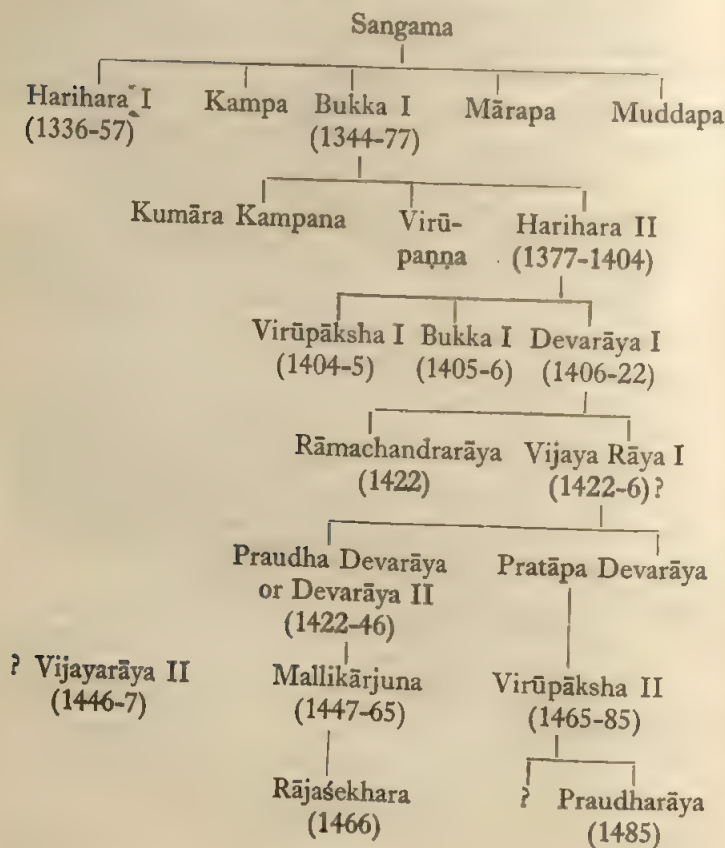 Sangama
Harihara I Kampa Bukka I Mārapa Muddapa
(1336-57) (1344-77)
Kumāra Kampana Virū- Harihara II
paṇṇa (1377-1404)
Virūpāksha I Bukka I Devarāya I
(1404-5) (1405-6) (1406-22)
Rāmachandrarāya Vijaya Rāya I
(1422) (1422-6) ?
Praudha Devarāya Pratāpa Devarāya
or Devarāya II
(1422-46)
? Vijayarāya II Mallikārjuna Virūpāksha II
(1446-7) (1447-65) (1465-85)
Rājaśekhara ? Praudharāya
(1466) (1485)